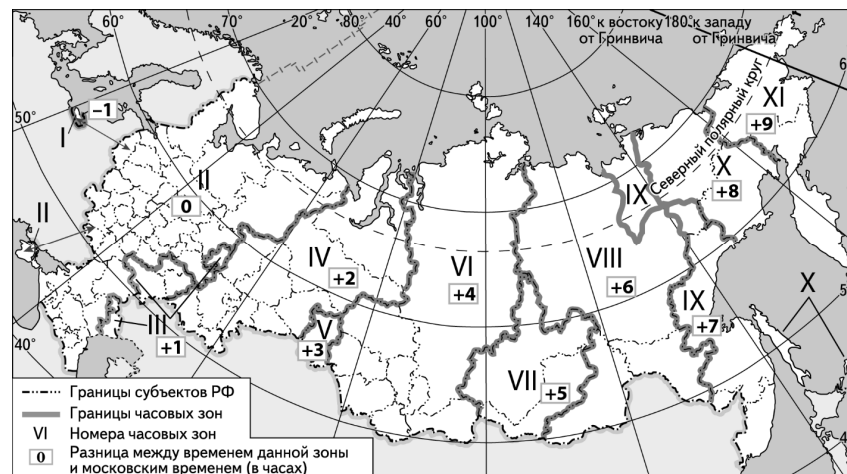 60° 70° 20°-80° 40° 60° 100° 140° 160° к востоку от Гринвича 180° к западу от Гринвича
50°
40°
I
-1
II
0
II
III
+1
IV
+2
V
+3
VI
+4
VII
+5
VIII
+6
IX
IX
+7
X
+8
XI
+9
X
Северный полярный круг
Границы субъектов РФ
Границы часовых зон
VI Номера часовых зон
0 Разница между временем данной зоны
и московским временем (в часах)